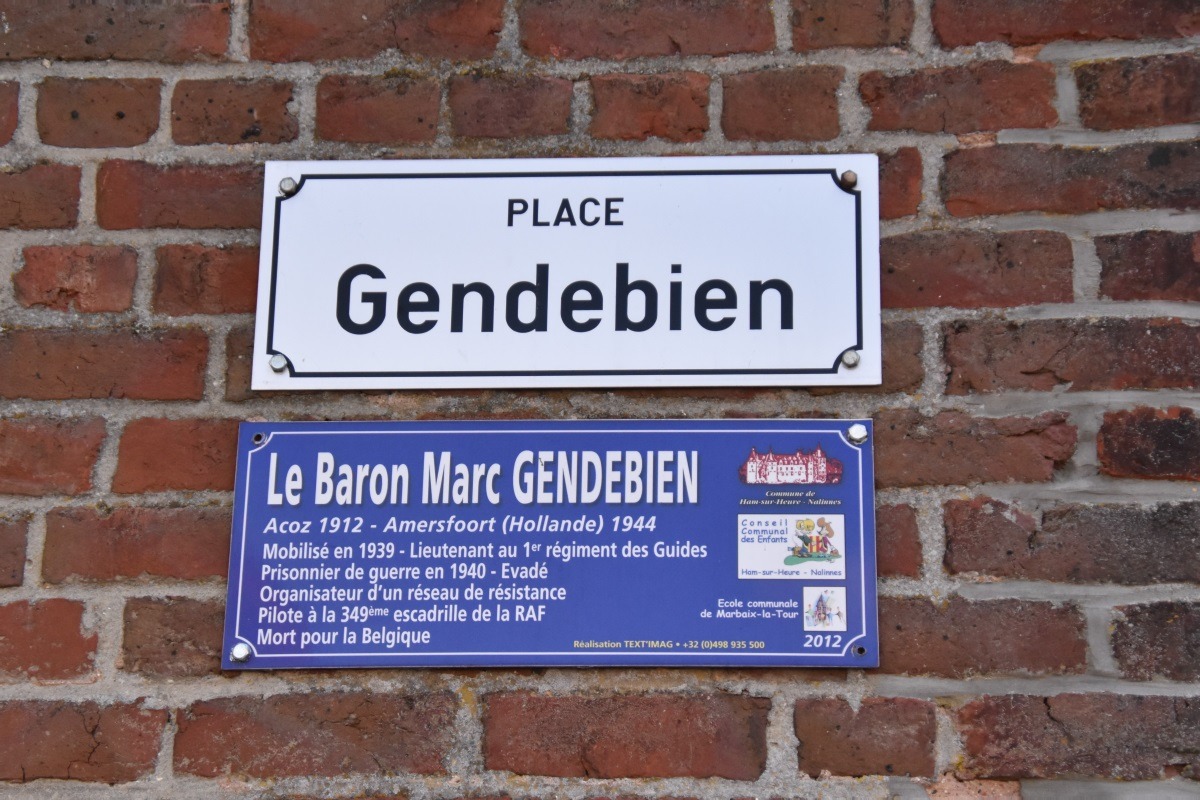 PLACE
Gendebien
Le Baron Marc GENDEBIEN
Acoz 1912 - Amersfoort (Hollande) 1944
Mobilisé en 1939 - Lieutenant au 1er régiment des Guides
Prisonnier de guerre en 1940 - Evadé
Organisateur d'un réseau de résistance
Pilote à la 349ème escadrille de la RAF
Mort pour la Belgique
Commune de
Ham-sur-Heure - Nalinnes
Conseil
Communal
des Enfants
Ham-sur-Heure - Nalinnes
Ecole communale
de Marbaix-la-Tour
2012
Réalisation TEXT'IMAG • +32 (0)498 935 500